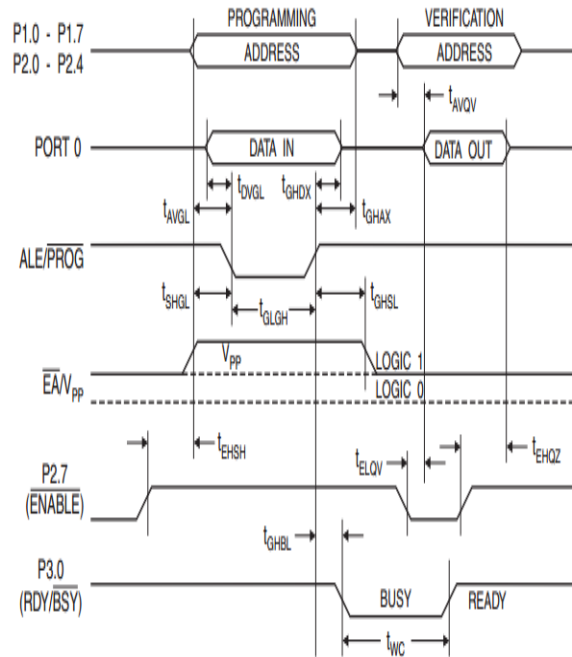 PROGRAMMING VERIFICATION
P1.0 - P1.7
P2.0 - P2.4
ADDRESS ADDRESS
tAVQV
PORT 0
DATA IN DATA OUT
tDVGL tGHDX
tAVGL tGHAX
ALE/PROG
tSHGL tGLGH tGHSL
VPP
LOGIC 1
EA/VPP
LOGIC 0
tEHSH tELQV tEHQZ
P2.7
(ENABLE)
tGHBL
P3.0
(RDY/BSY)
BUSY READY
tWC